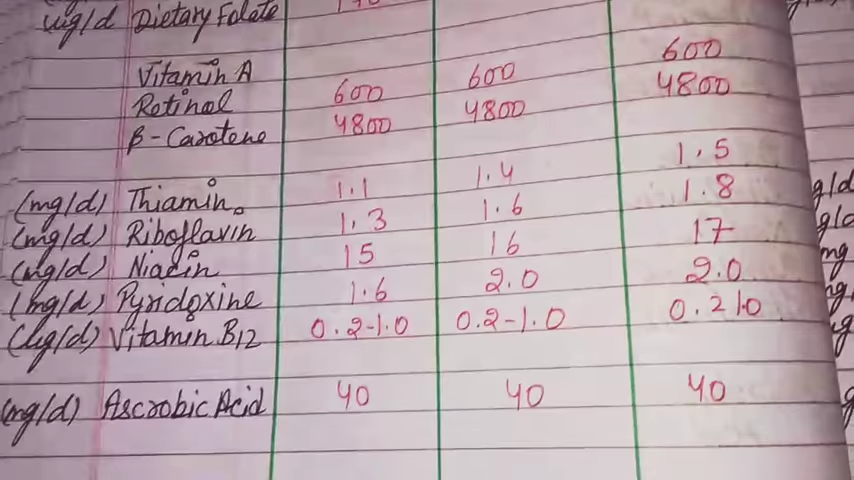 ug/d Dietary Folate
Vitamin A 600
Retinol 600 600 4800
β-Carotene 4800 4800
(mg/d) Thiamin. 1.1 1.4 1.5
(mg/d) Riboflavin 1.3 1.6 1.8
(mg/d) Niacin 15 16 17
(mg/d) Pyridoxine 1.6 2.0 2.0
(ug/d) Vitamin B12 0.2-1.0 0.2-1.0 0.2 1.0
(mg/d) Ascrobic Acid 40 40 40